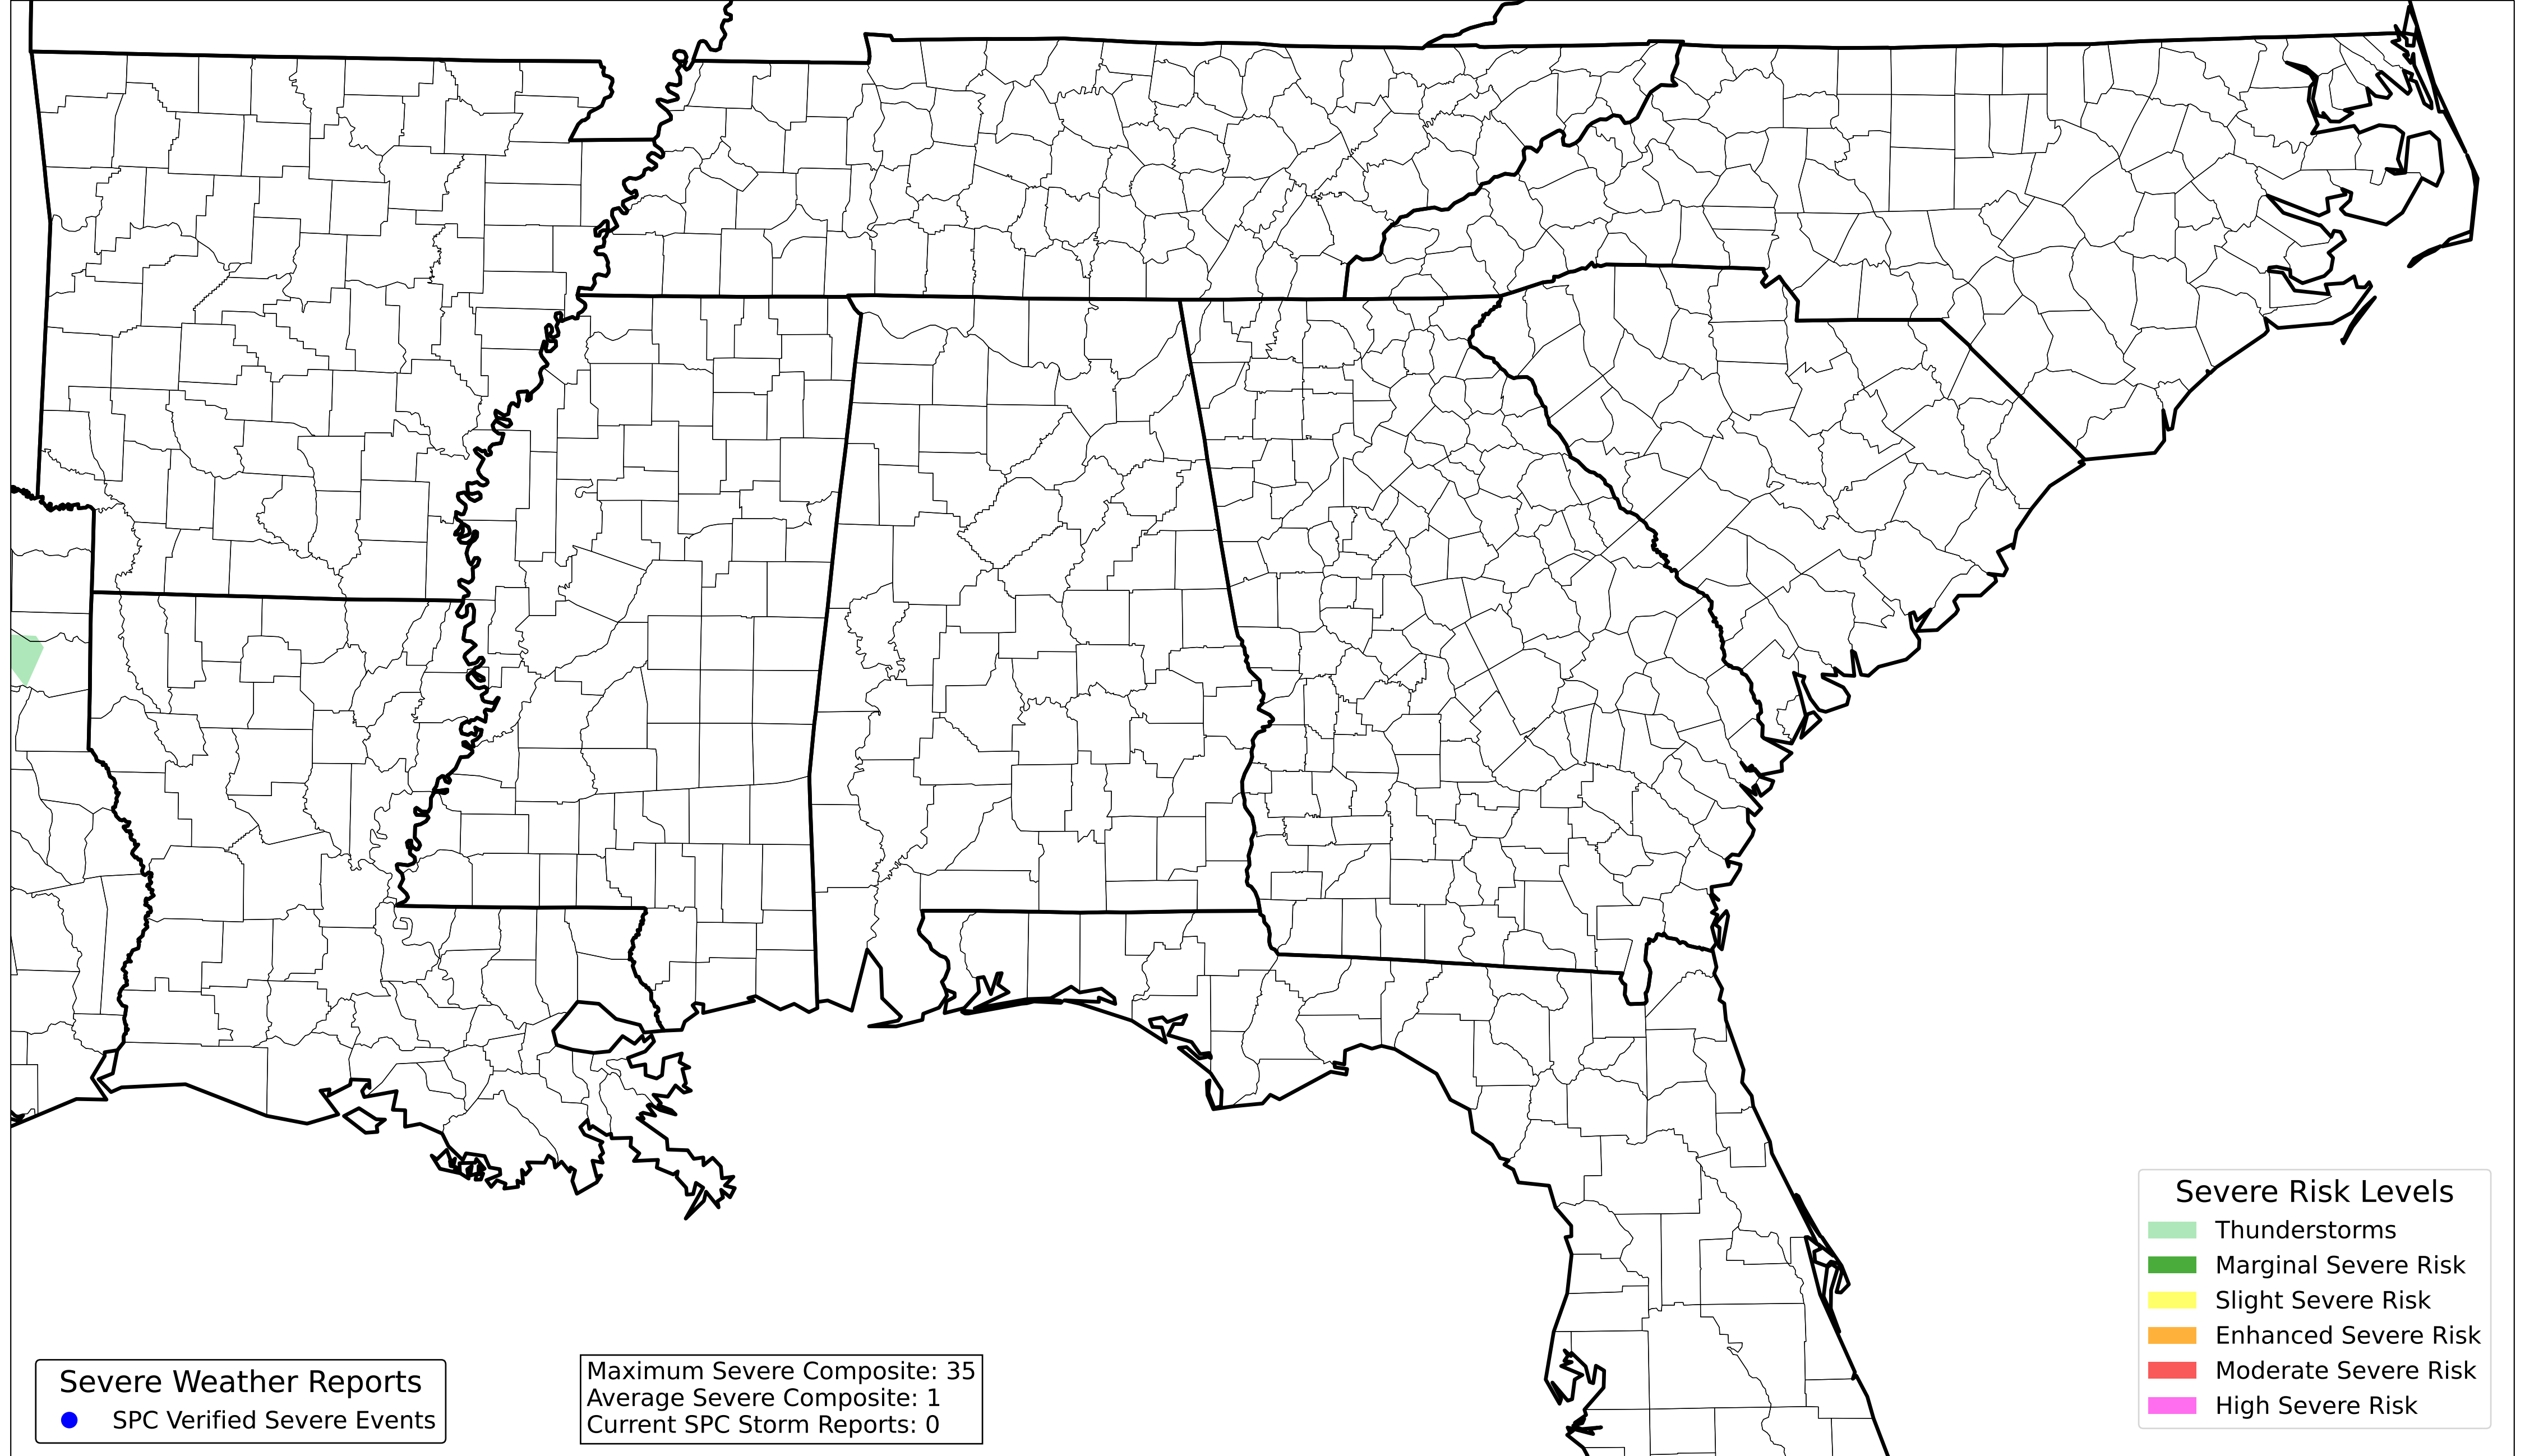 Severe Weather Reports
SPC Verified Severe Events
Maximum Severe Composite: 35
Average Severe Composite: 1
Current SPC Storm Reports: 0
Severe Risk Levels
Thunderstorms
Marginal Severe Risk
Slight Severe Risk
Enhanced Severe Risk
Moderate Severe Risk
High Severe Risk